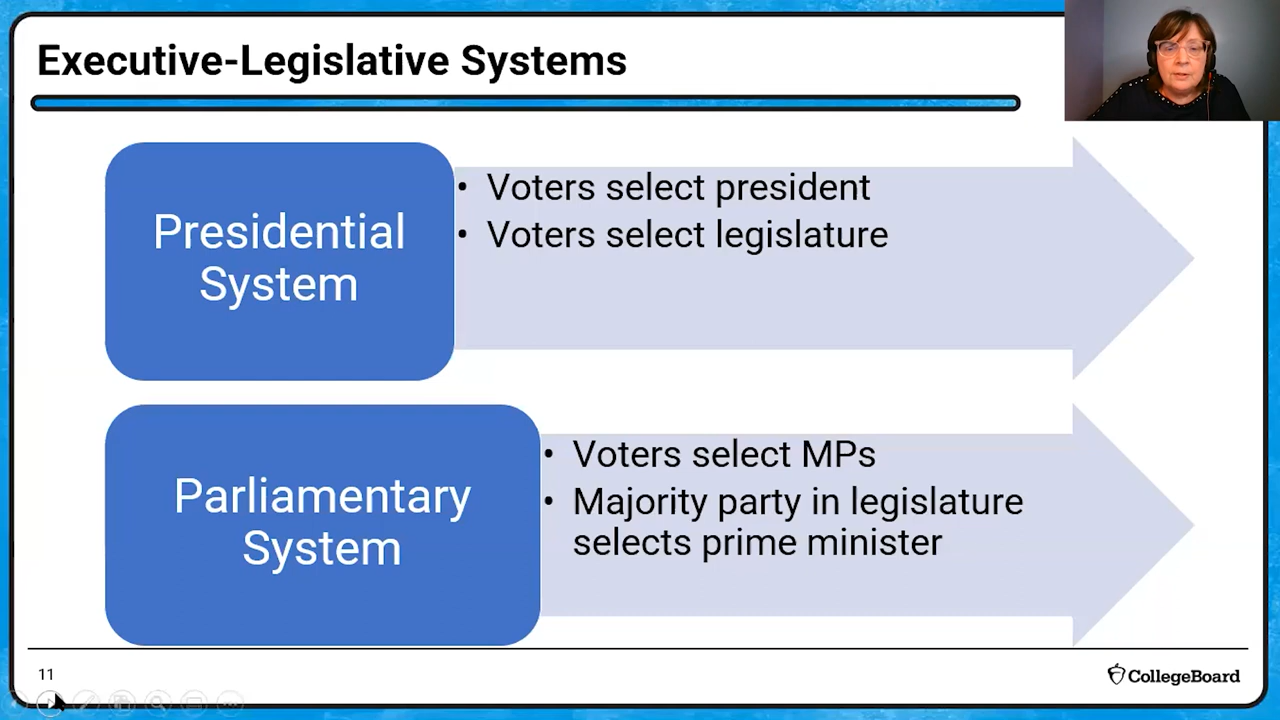 Executive-Legislative Systems
Presidential
System
• Voters select president
• Voters select legislature
Parliamentary
System
• Voters select MPs
• Majority party in legislature
selects prime minister
11
CollegeBoard